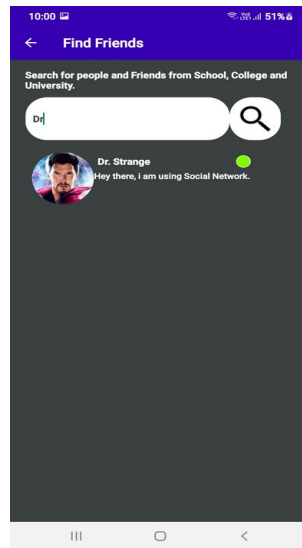 10:00 51%
Find Friends
Search for people and Friends from School, College and
University.
Dr
Dr. Strange
Hey there, i am using Social Network.